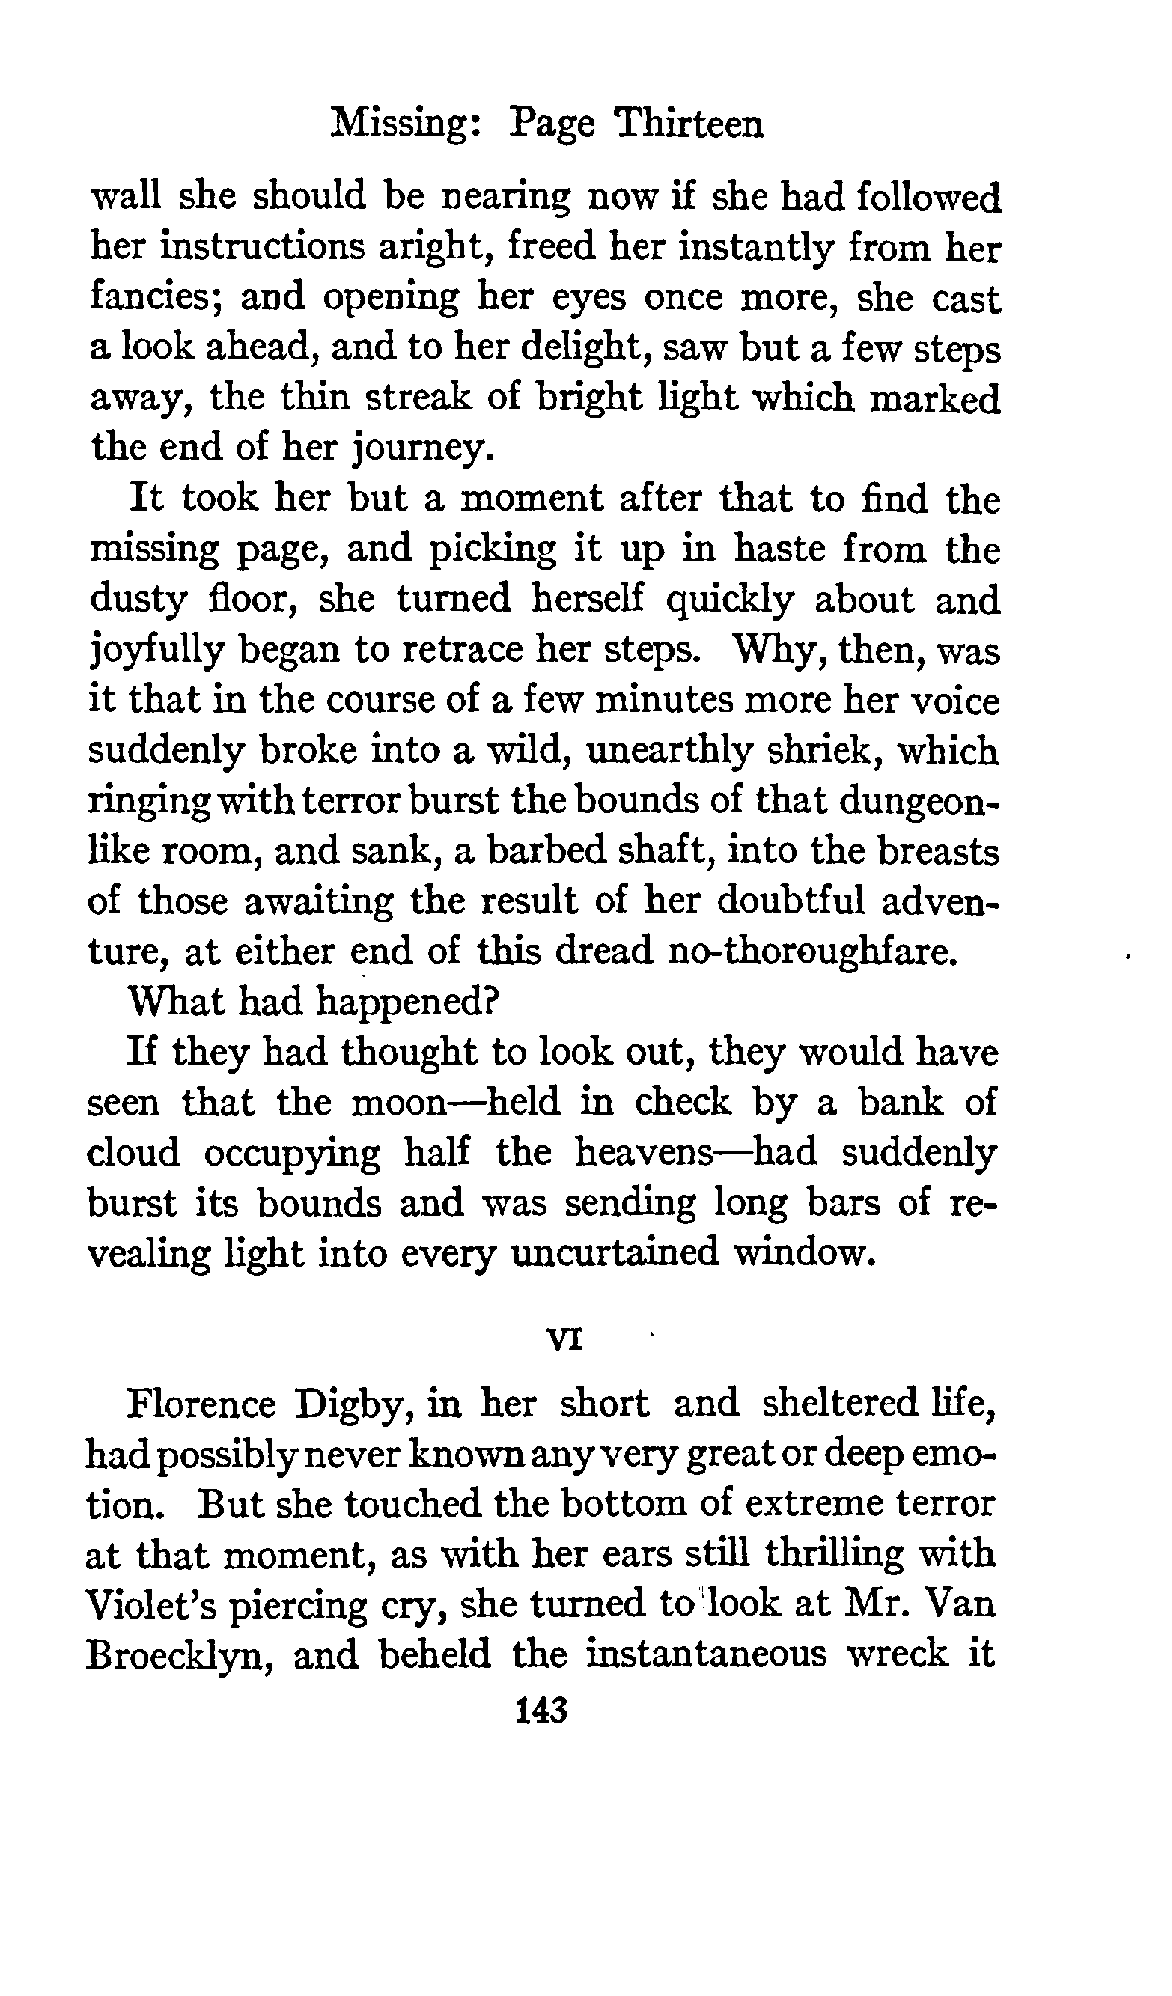 Missing: Page Thirteen
wall she should be nearing now if she had followed
her instructions aright, freed her instantly from her
fancies; and opening her eyes once more, she cast
a look ahead, and to her delight, saw but a few steps
away, the thin streak of bright light which marked
the end of her journey.
It took her but a moment after that to find the
missing page, and picking it up in haste from the
dusty floor, she turned herself quickly about and
joyfully began to retrace her steps. Why, then, was
it that in the course of a few minutes more her voice
suddenly broke into a wild, unearthly shriek, which
ringing with terror burst the bounds of that dungeon-
like room, and sank, a barbed shaft, into the breasts
of those awaiting the result of her doubtful adven-
ture, at either end of this dread no-thoroughfare.
What had happened?
If they had thought to look out, they would have
seen that the moon—held in check by a bank of
cloud occupying half the heavens—had suddenly
burst its bounds and was sending long bars of re-
vealing light into every uncurtained window.
VI
Florence Digby, in her short and sheltered life,
had possibly never known any very great or deep emo-
tion. But she touched the bottom of extreme terror
at that moment, as with her ears still thrilling with
Violet's piercing cry, she turned to look at Mr. Van
Broecklyn, and beheld the instantaneous wreck it
143